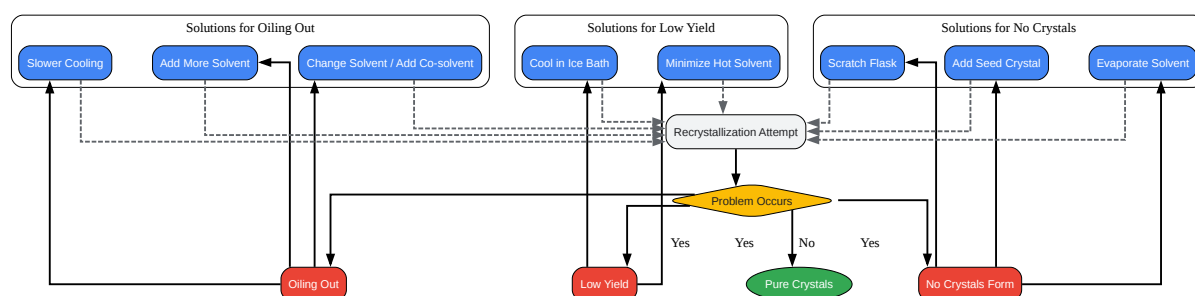 Solutions for Oiling Out
Solutions for Low Yield
Solutions for No Crystals
Slower Cooling
Add More Solvent
Change Solvent / Add Co-solvent
Cool in Ice Bath
Minimize Hot Solvent
Scratch Flask
Add Seed Crystal
Evaporate Solvent
Recrystallization Attempt
Problem Occurs
Yes
Yes
No
Yes
Oiling Out
Low Yield
Pure Crystals
No Crystals Form